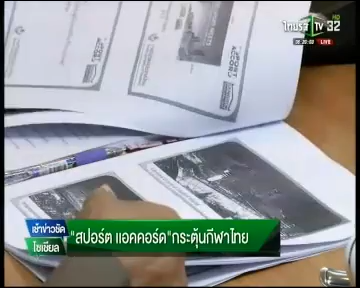 ไทยรัฐ TV 32
HD
LIVE
เช้าข่าวชัด
โซเชียล
"สปอร์ต แอคคอร์ด"กระตุ้นกีฬาไทย